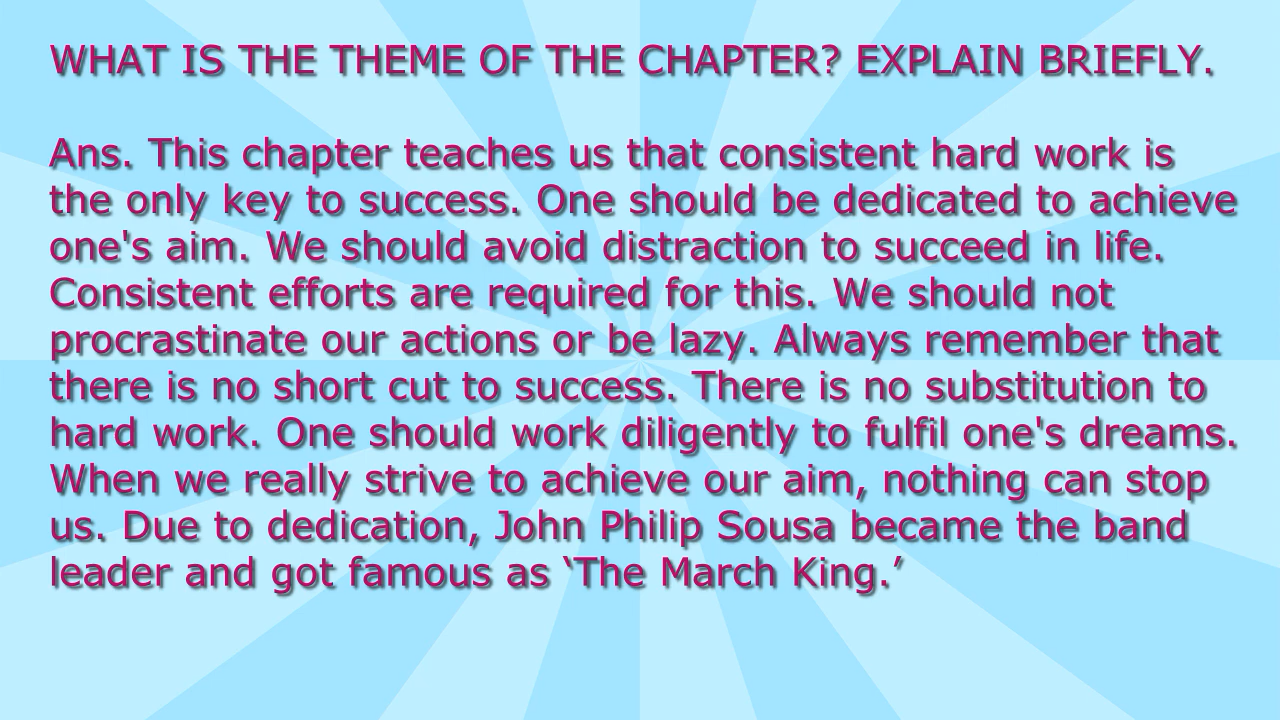 WHAT IS THE THEME OF THE CHAPTER? EXPLAIN BRIEFLY.
Ans. This chapter teaches us that consistent hard work is
the only key to success. One should be dedicated to achieve
one's aim. We should avoid distraction to succeed in life.
Consistent efforts are required for this. We should not
procrastinate our actions or be lazy. Always remember that
there is no short cut to success. There is no substitution to
hard work. One should work diligently to fulfil one's dreams.
When we really strive to achieve our aim, nothing can stop
us. Due to dedication, John Philip Sousa became the band
leader and got famous as ‘The March King.’